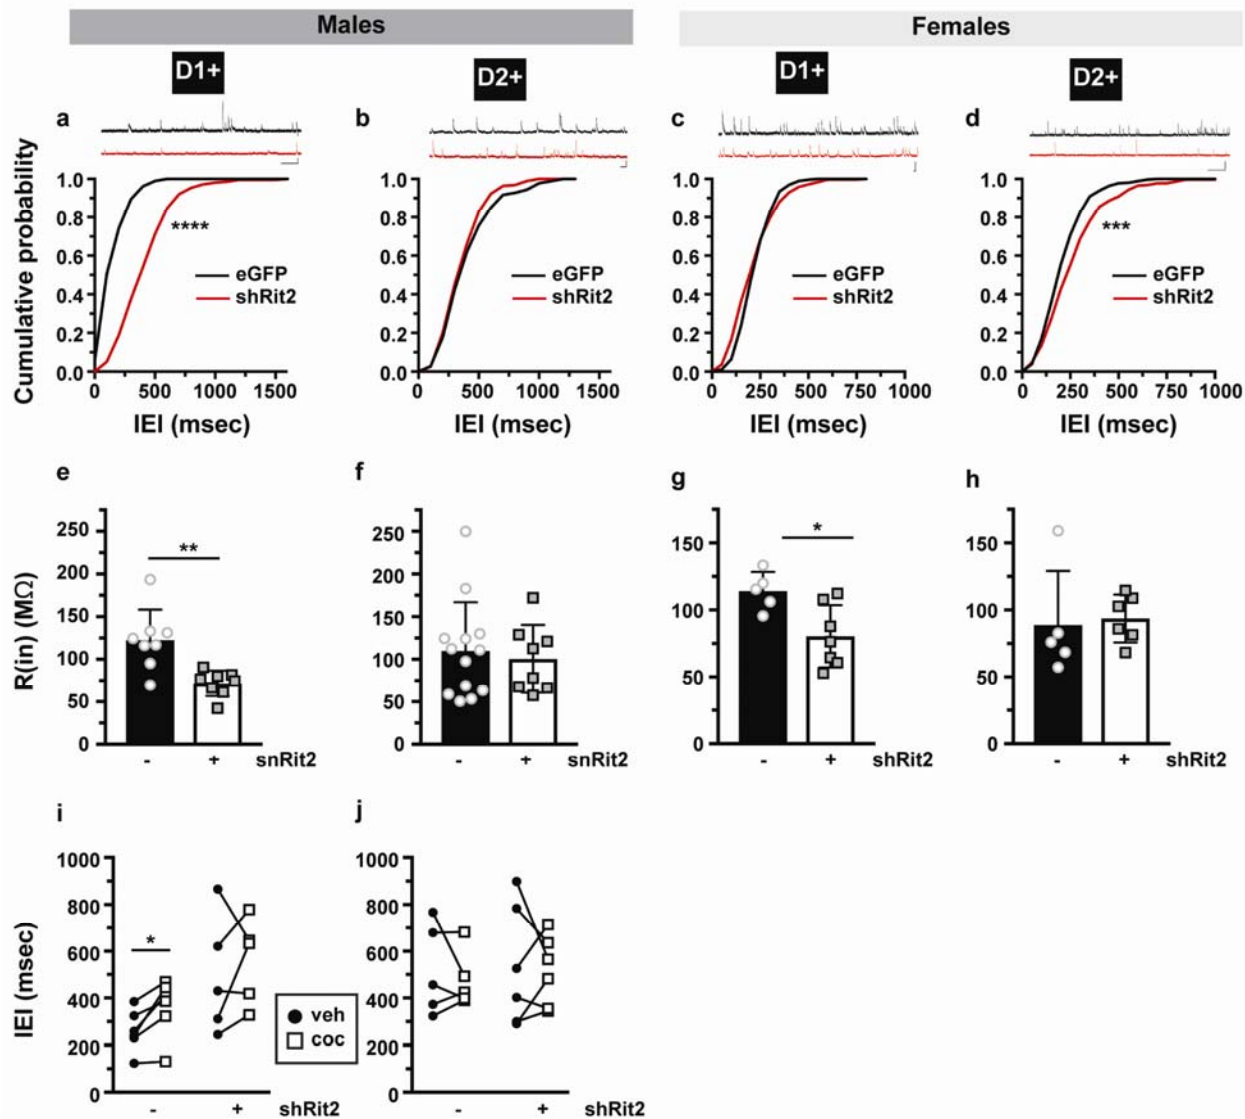 Males
Females
D1+
D2+
D1+
D2+
a
b
c
d
Cumulative probability
1.0
0.8
0.6
0.4
0.2
0.0
****
eGFP
shRit2
0
500
1000
1500
IEI (msec)
1.0
0.8
0.6
0.4
0.2
0.0
eGFP
shRit2
0
500
1000
1500
IEI (msec)
1.0
0.8
0.6
0.4
0.2
0.0
eGFP
shRit2
0
250
500
750
1000
IEI (msec)
1.0
0.8
0.6
0.4
0.2
0.0
***
eGFP
shRit2
0
250
500
750
1000
IEI (msec)
e
f
g
h
R(in) (MΩ)
250
200
150
100
50
0
**
- + snRit2
250
200
150
100
50
0
- + snRit2
150
100
50
0
*
- + shRit2
150
100
50
0
- + shRit2
i
j
IEI (msec)
1000
800
600
400
200
0
*
- + shRit2
veh
coc
1000
800
600
400
200
0
- + shRit2